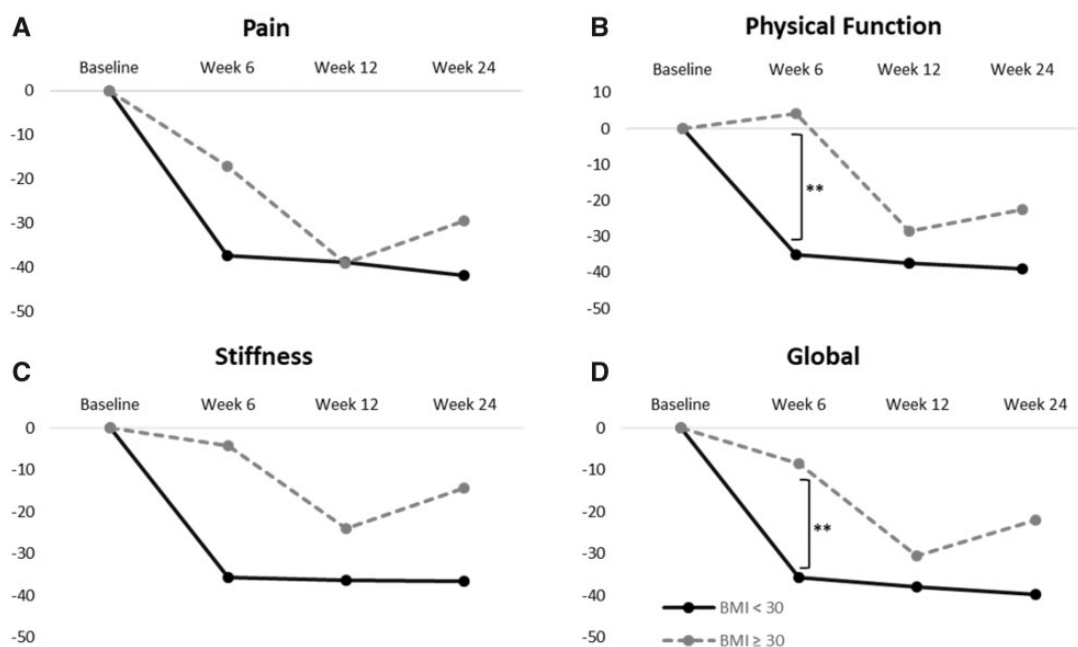 A
Pain
Baseline Week 6 Week 12 Week 24
0
-10
-20
-30
-40
-50
B
Physical Function
Baseline Week 6 Week 12 Week 24
10
0
-10
-20
-30
-40
-50
**
C
Stiffness
Baseline Week 6 Week 12 Week 24
0
-10
-20
-30
-40
-50
D
Global
Baseline Week 6 Week 12 Week 24
0
-10
-20
-30
-40
-50
**
BMI < 30
BMI ≥ 30